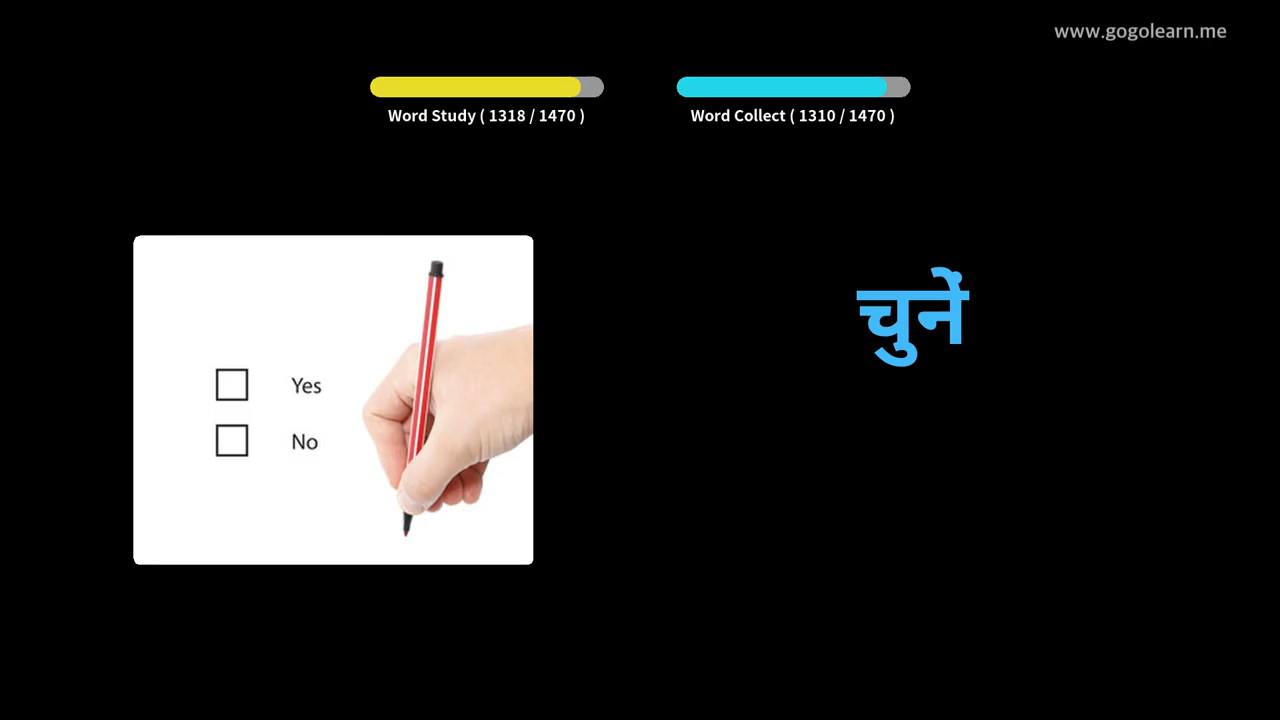 www.gogolearn.me
Word Study ( 1318 / 1470 )
Word Collect ( 1310 / 1470 )
चुनें
Yes
No